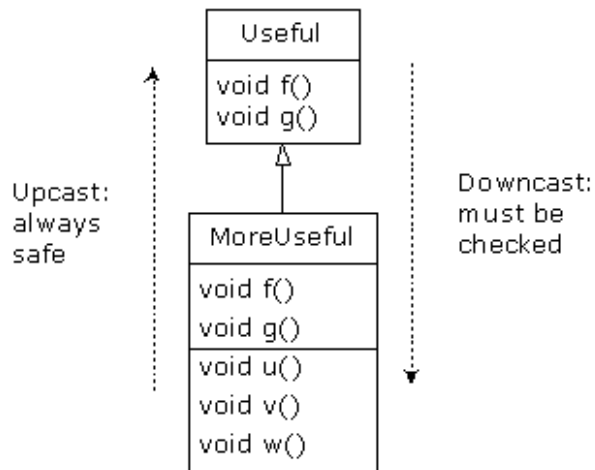 Useful
void f()
void g()
Upcast:
always
safe
Downcast:
must be
checked
MoreUseful
void f()
void g()
void u()
void v()
void w()